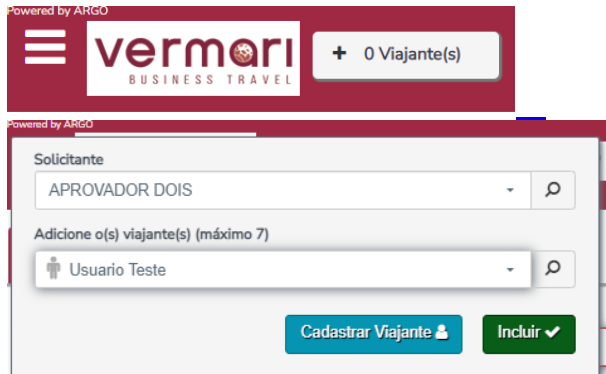 Powered by ARGO
vermari
BUSINESS TRAVEL
+ 0 Viajante(s)
Powered by ARGO
Solicitante
APROVADOR DOIS
Adicione o(s) viajante(s) (máximo 7)
Usuario Teste
Cadastrar Viajante
Incluir